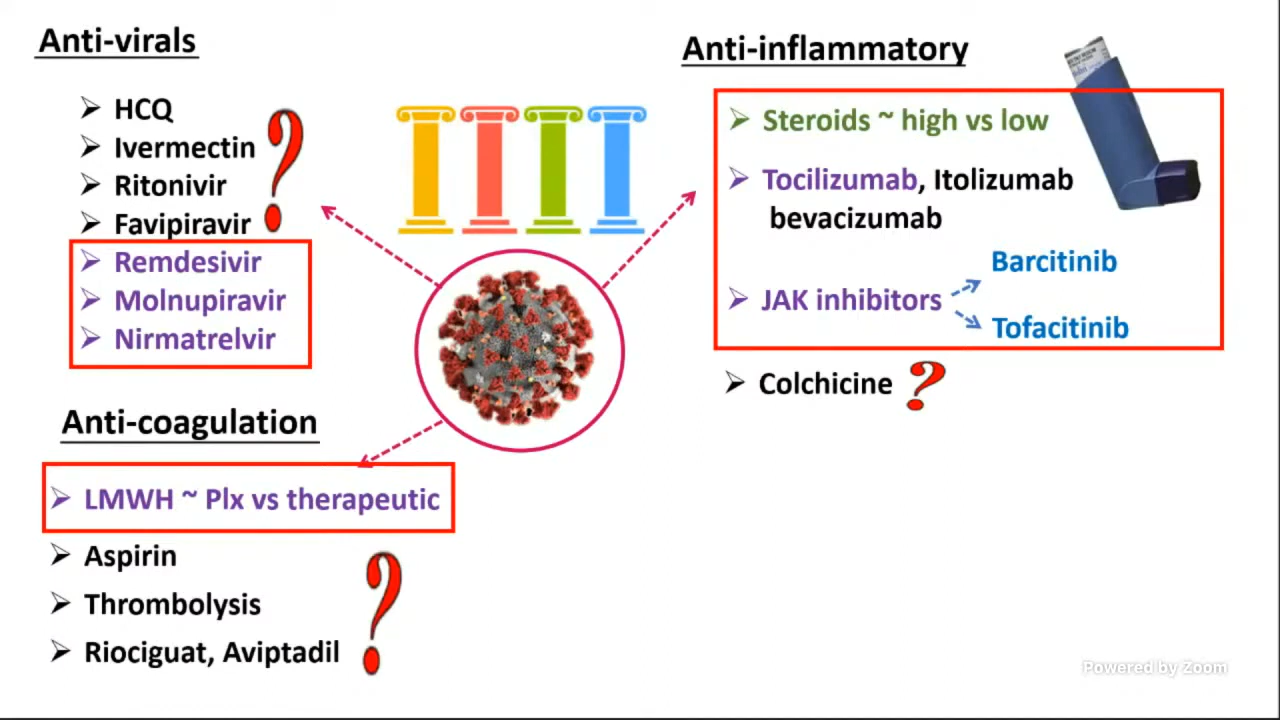 Anti-virals
➢ HCQ
➢ Ivermectin
➢ Ritonivir
➢ Favipiravir
?
➢ Remdesivir
➢ Molnupiravir
➢ Nirmatrelvir
Anti-coagulation
➢ LMWH ~ Plx vs therapeutic
➢ Aspirin
➢ Thrombolysis
➢ Riociguat, Aviptadil
?
Anti-inflammatory
➢ Steroids ~ high vs low
➢ Tocilizumab, Itolizumab
bevacizumab
➢ JAK inhibitors
Barcitinib
Tofacitinib
➢ Colchicine ?
Powered by Zoom